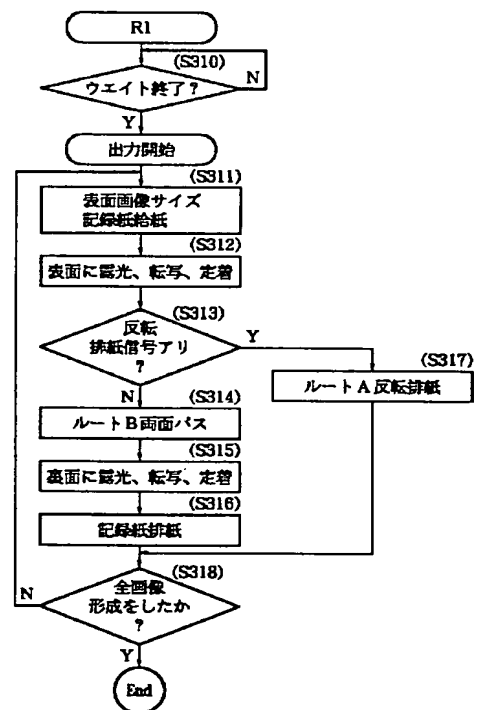 R1
(S310)
ウエイト終了?
N
Y
出力開始
(S311)
表面画像サイズ
記録紙給紙
(S312)
表面に露光、転写、定着
(S313)
反転
排紙信号アリ
?
Y
N
(S317)
ルートA反転排紙
(S314)
ルートB両面パス
(S315)
裏面に露光、転写、定着
(S316)
記録紙排紙
(S318)
全画像
形成をしたか
?
N
Y
End